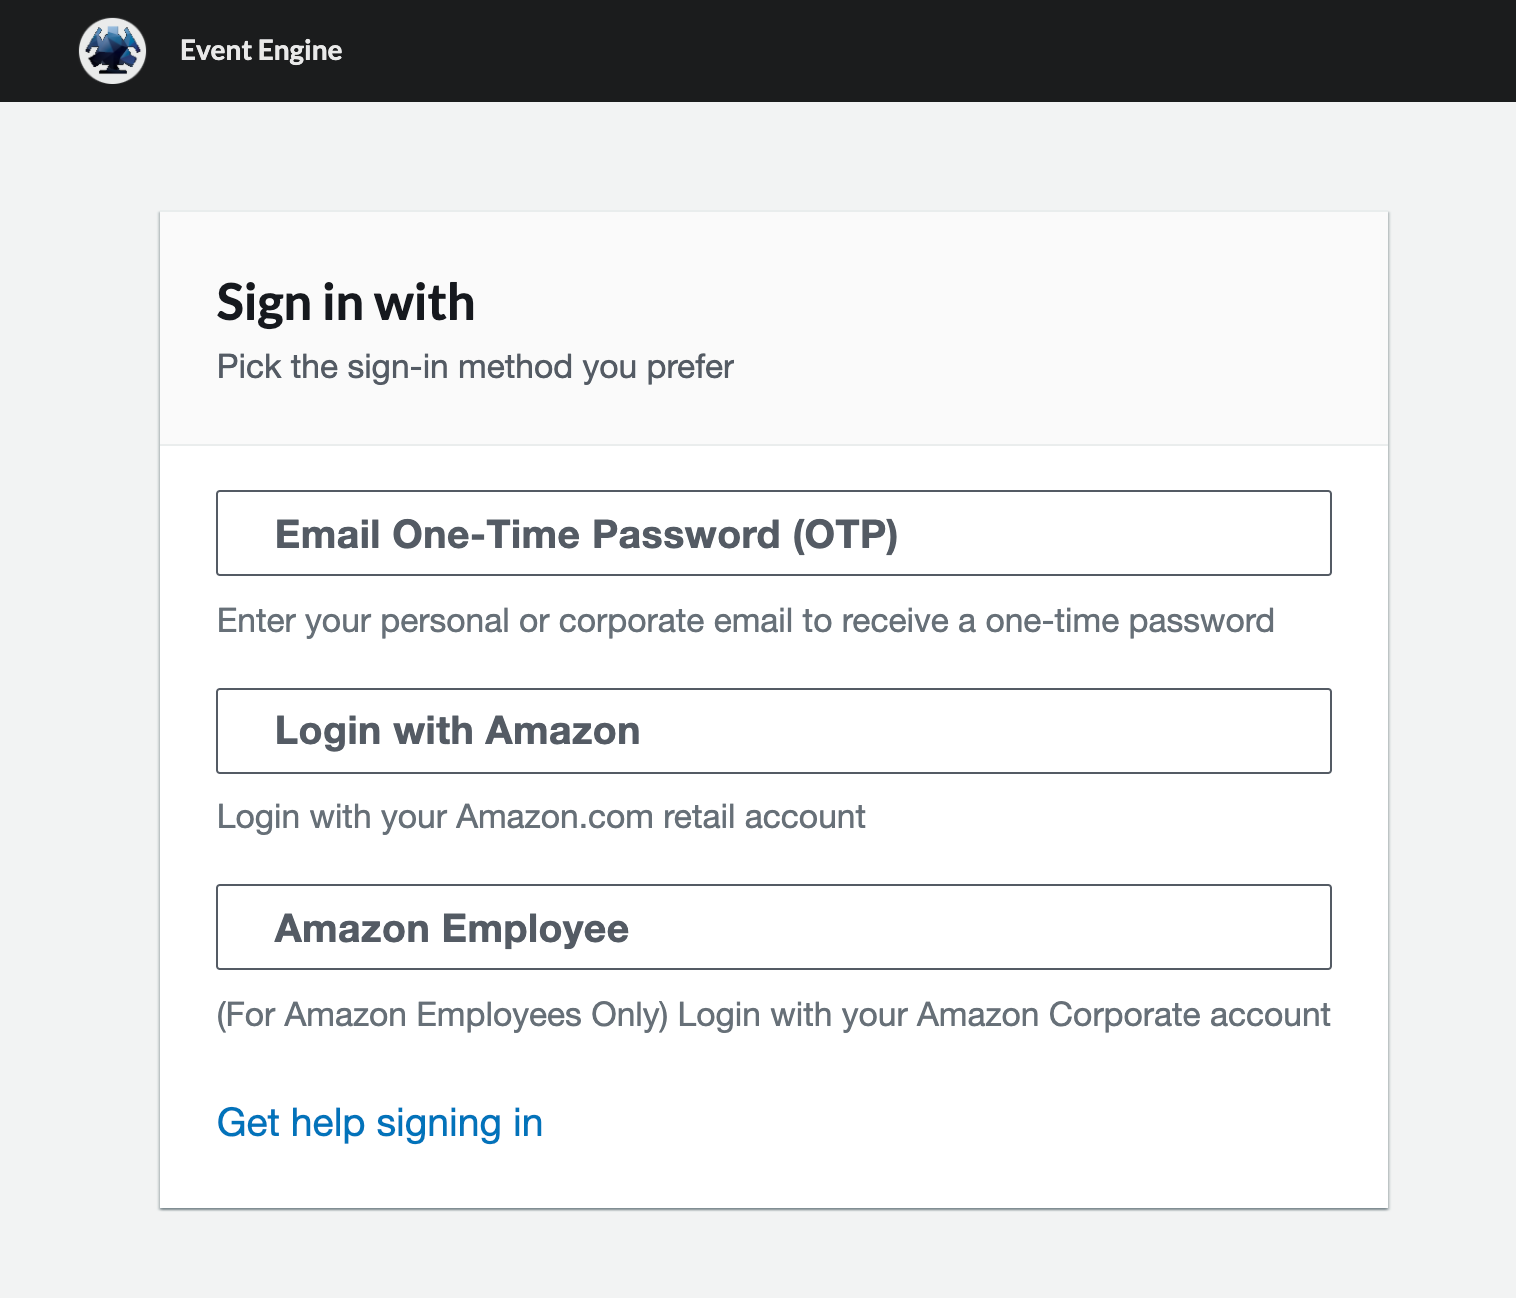 Event Engine
Sign in with
Pick the sign-in method you prefer
Email One-Time Password (OTP)
Enter your personal or corporate email to receive a one-time password
Login with Amazon
Login with your Amazon.com retail account
Amazon Employee
(For Amazon Employees Only) Login with your Amazon Corporate account
Get help signing in